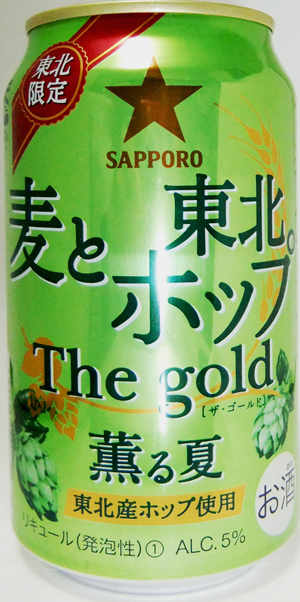 東北
限定
SAPPORO
麦と東北
ホップ。
The gold
[ザ・ゴールド]
薫る夏
東北産ホップ使用
お酒
リキュール(発泡性)① ALC.5%